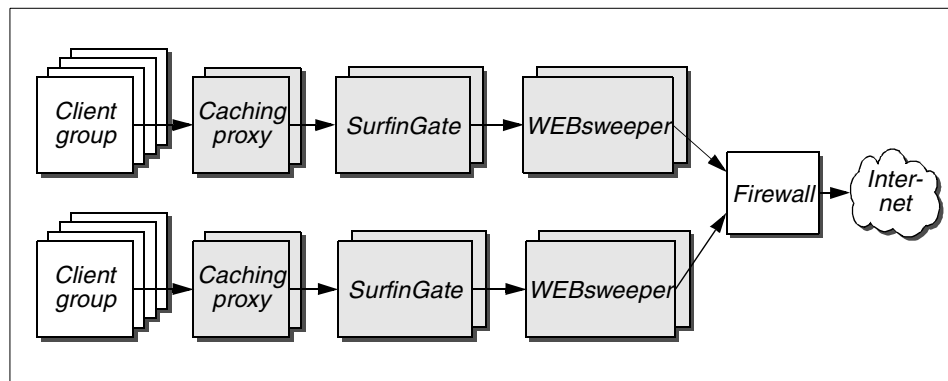 Client
group
Caching
proxy
SurfinGate
WEBsweeper
Firewall
Inter-
net
Client
group
Caching
proxy
SurfinGate
WEBsweeper